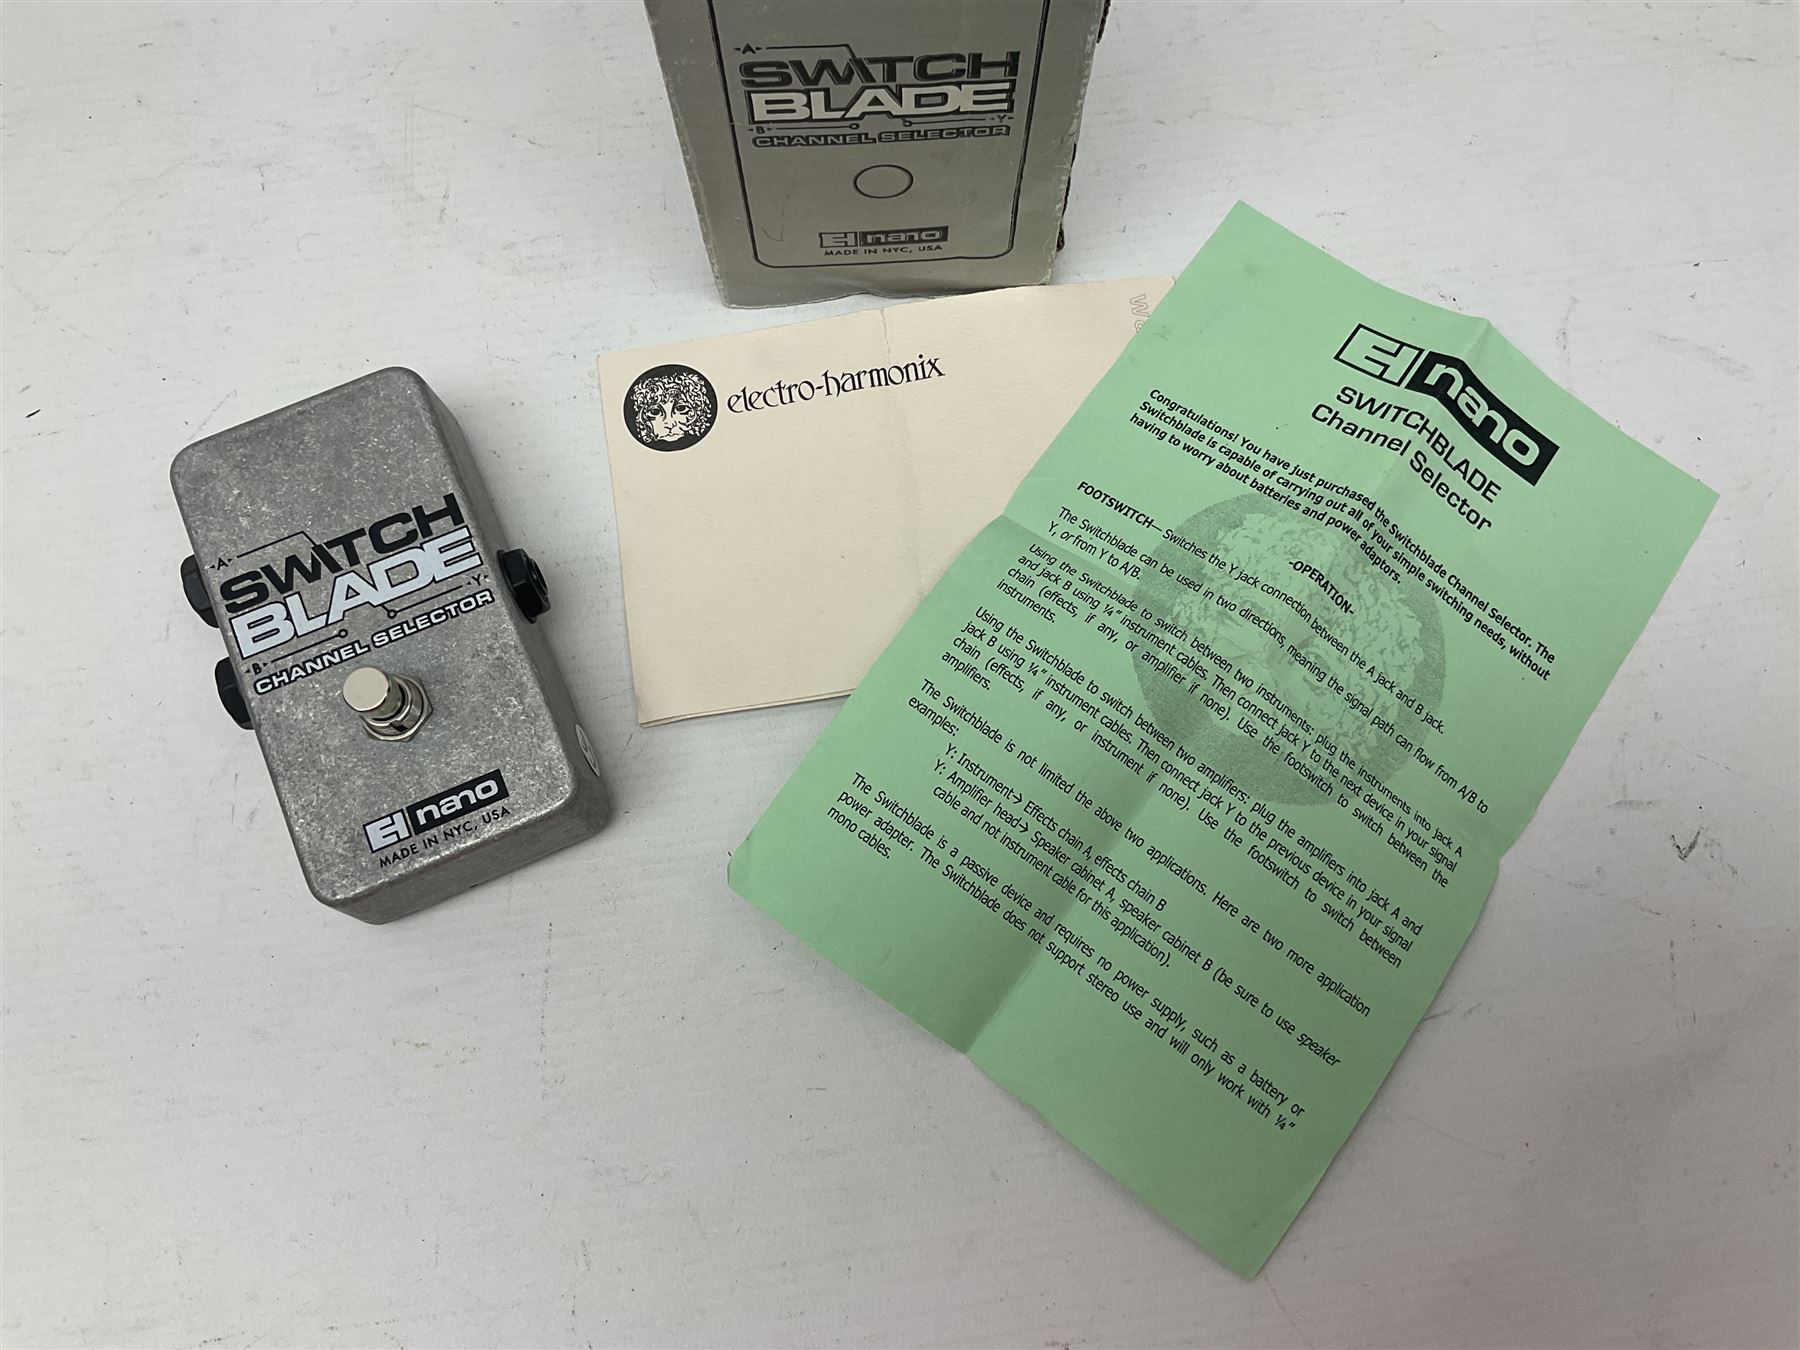 A
SWITCH
BLADE
B Y
CHANNEL SELECTOR
EH nano
MADE IN NYC, USA
electro-harmonix
A
SWITCH
BLADE
Y
B
CHANNEL SELECTOR
EH nano
MADE IN NYC, USA
EH nano
SWITCHBLADE
Channel Selector
Congratulations! You have just purchased the Switchblade Channel Selector. The
Switchblade is capable of carrying out all of your simple switching needs, without
having to worry about batteries and power adaptors.
-OPERATION-
FOOTSWITCH—Switches the Y jack connection between the A jack and B jack.
The Switchblade can be used in two directions, meaning the signal path can flow from A/B to
Y, or from Y to A/B.
Using the Switchblade to switch between two instruments: plug the instruments into jack A
and jack B using ¼" instrument cables. Then connect jack Y to the next device in your signal
chain (effects, if any, or amplifier if none). Use the footswitch to switch between the
instruments.
Using the Switchblade to switch between two amplifiers: plug the amplifiers into jack A and
jack B using ¼" instrument cables. Then connect jack Y to the previous device in your signal
chain (effects, if any, or instrument if none). Use the footswitch to switch between
amplifiers.
The Switchblade is not limited the above two applications. Here are two more application
examples:
Y: Instrument→ Effects chain A, effects chain B
Y: Amplifier head→ Speaker cabinet A, speaker cabinet B (be sure to use speaker
cable and not instrument cable for this application).
The Switchblade is a passive device and requires no power supply, such as a battery or
power adapter. The Switchblade does not support stereo use and will only work with ¼"
mono cables.